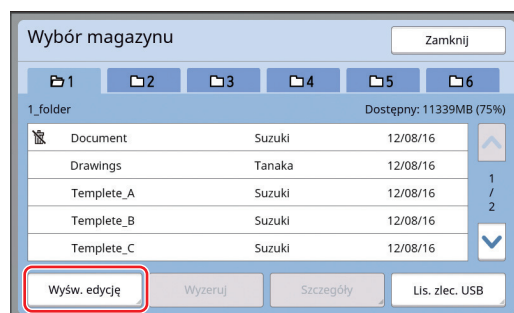 Wybór magazynu Zamknij
1 2 3 4 5 6
1_folder Dostępny: 11339MB (75%)
Document Suzuki 12/08/16
Drawings Tanaka 12/08/16
Templete_A Suzuki 12/08/16
Templete_B Suzuki 12/08/16
Templete_C Suzuki 12/08/16
1
/
2
Wyśw. edycję Wyzeruj Szczegóły Lis. zlec. USB